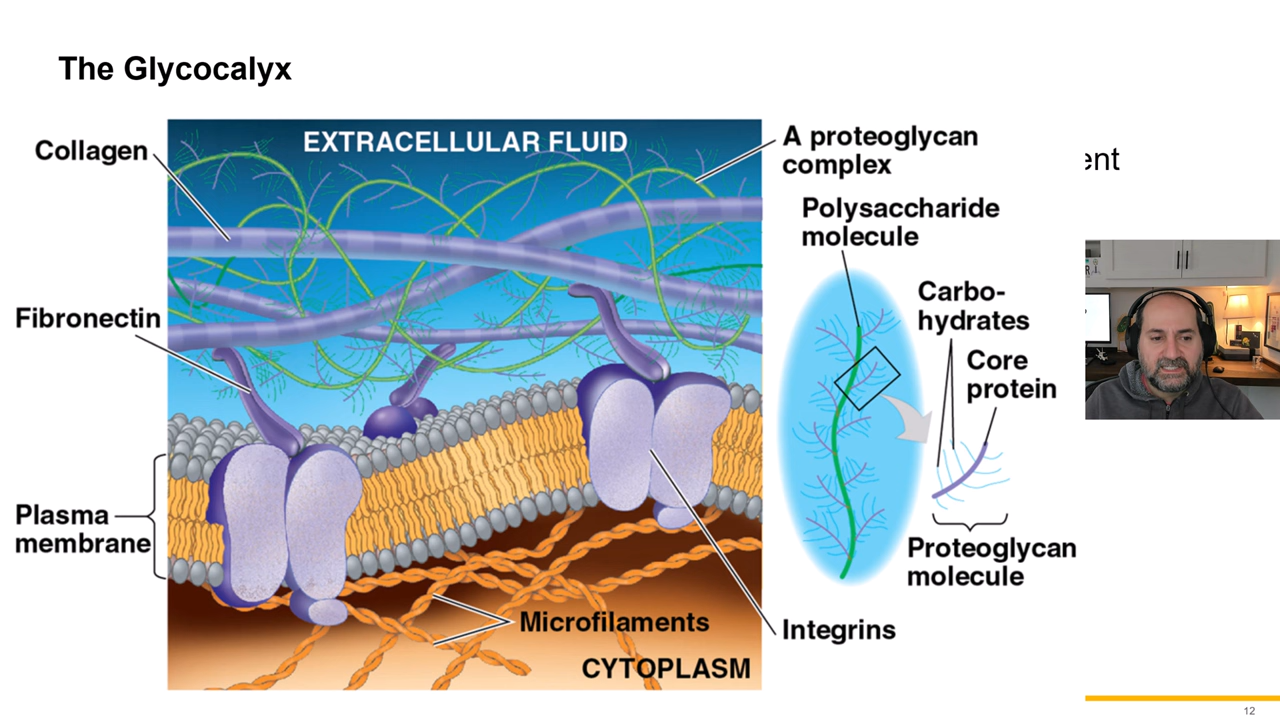 The Glycocalyx
EXTRACELLULAR FLUID
Collagen
A proteoglycan
complex
Polysaccharide
molecule
Carbo-
hydrates
Core
protein
Fibronectin
Plasma
membrane
Proteoglycan
molecule
Microfilaments
Integrins
CYTOPLASM
ent
12